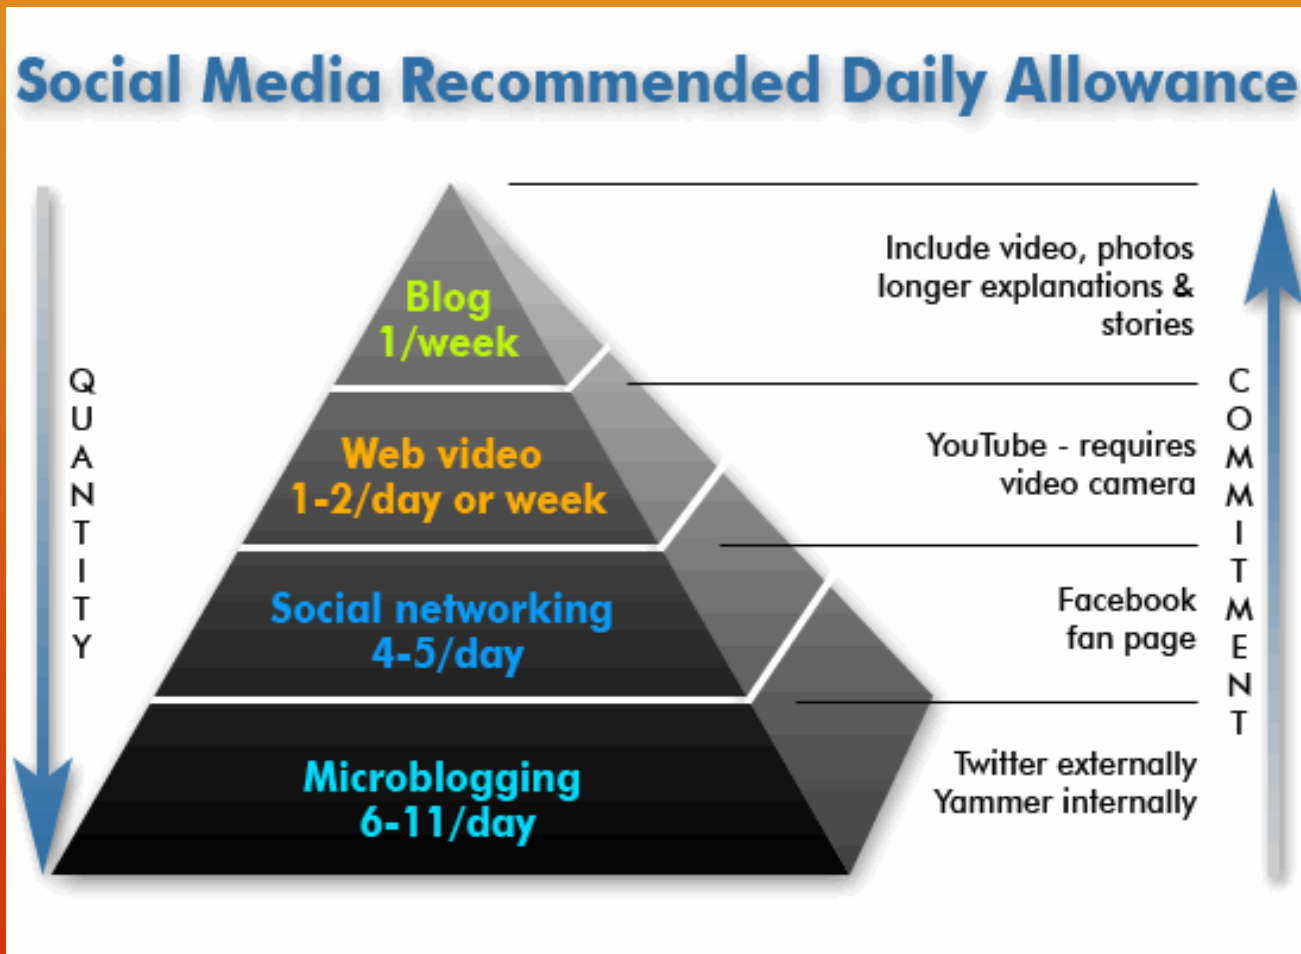 Social Media Recommended Daily Allowance
QUANTITY
Blog
1/week
Include video, photos
longer explanations &
stories
Web video
1-2/day or week
YouTube - requires
video camera
Social networking
4-5/day
Facebook
fan page
Microblogging
6-11/day
Twitter externally
Yammer internally
COMMITMENT